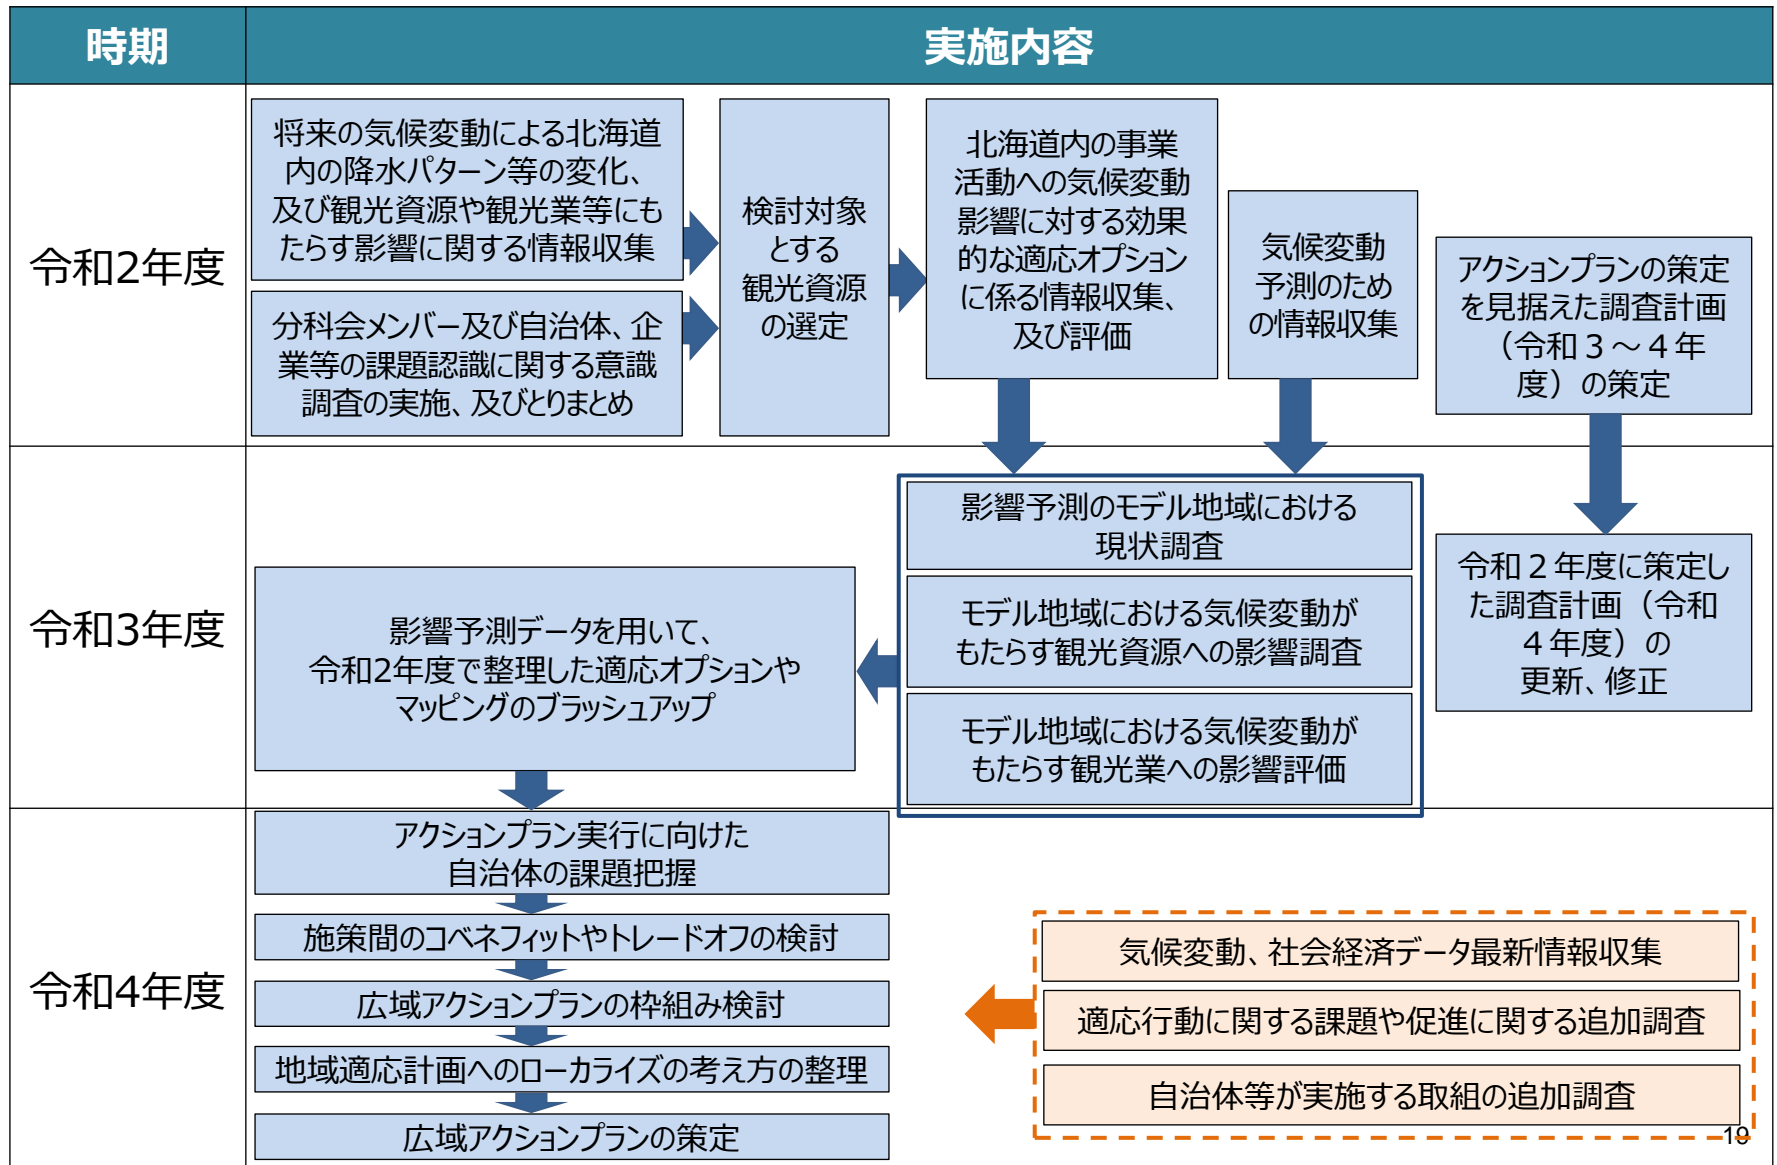 時期
実施内容
令和2年度
将来の気候変動による北海道
内の降水パターン等の変化、
及び観光資源や観光業等にも
たらす影響に関する情報収集
分科会メンバー及び自治体、企
業等の課題認識に関する意識
調査の実施、及びとりまとめ
検討対象
とする
観光資源
の選定
北海道内の事業
活動への気候変動
影響に対する効果
的な適応オプション
に係る情報収集、
及び評価
気候変動
予測のため
の情報収集
アクションプランの策定
を見据えた調査計画
（令和３～４年
度）の策定
令和3年度
影響予測のモデル地域における
現状調査
モデル地域における気候変動が
もたらす観光資源への影響調査
モデル地域における気候変動が
もたらす観光業への影響評価
影響予測データを用いて、
令和2年度で整理した適応オプションや
マッピングのブラッシュアップ
令和２年度に策定し
た調査計画（令和
４年度）の
更新、修正
令和4年度
アクションプラン実行に向けた
自治体の課題把握
施策間のコベネフィットやトレードオフの検討
広域アクションプランの枠組み検討
地域適応計画へのローカライズの考え方の整理
広域アクションプランの策定
気候変動、社会経済データ最新情報収集
適応行動に関する課題や促進に関する追加調査
自治体等が実施する取組の追加調査
19